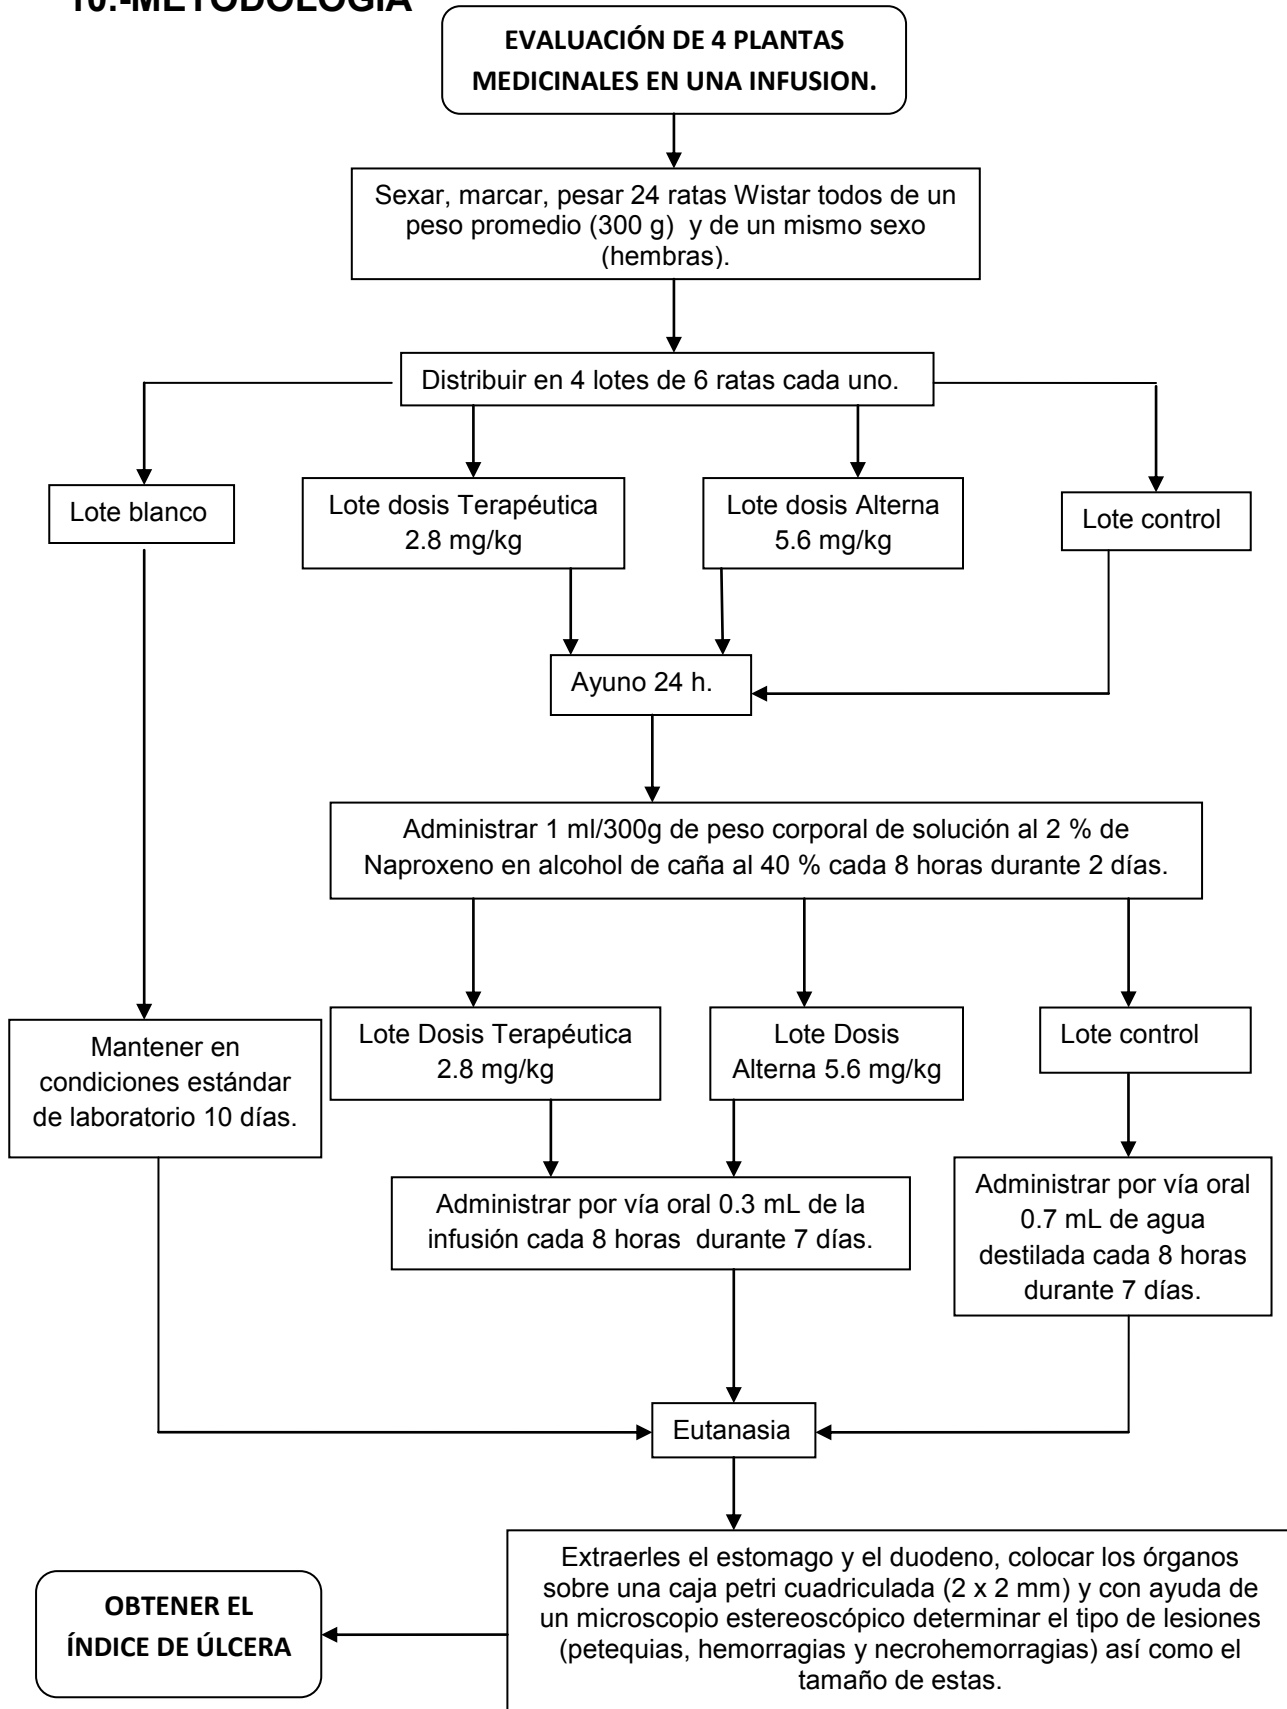 10.-METODOLOGÍA
EVALUACIÓN DE 4 PLANTAS
MEDICINALES EN UNA INFUSION.
Sexar, marcar, pesar 24 ratas Wistar todos de un
peso promedio (300 g) y de un mismo sexo
(hembras).
Distribuir en 4 lotes de 6 ratas cada uno.
Lote blanco
Lote dosis Terapéutica
2.8 mg/kg
Lote dosis Alterna
5.6 mg/kg
Lote control
Ayuno 24 h.
Administrar 1 ml/300g de peso corporal de solución al 2 % de
Naproxeno en alcohol de caña al 40 % cada 8 horas durante 2 días.
Mantener en
condiciones estándar
de laboratorio 10 días.
Lote Dosis Terapéutica
2.8 mg/kg
Lote Dosis
Alterna 5.6 mg/kg
Lote control
Administrar por vía oral 0.3 mL de la
infusión cada 8 horas durante 7 días.
Administrar por vía oral
0.7 mL de agua
destilada cada 8 horas
durante 7 días.
Eutanasia
Extraerles el estomago y el duodeno, colocar los órganos
sobre una caja petri cuadriculada (2 x 2 mm) y con ayuda de
un microscopio estereoscópico determinar el tipo de lesiones
(petequias, hemorragias y necrohemorragias) así como el
tamaño de estas.
OBTENER EL
ÍNDICE DE ÚLCERA